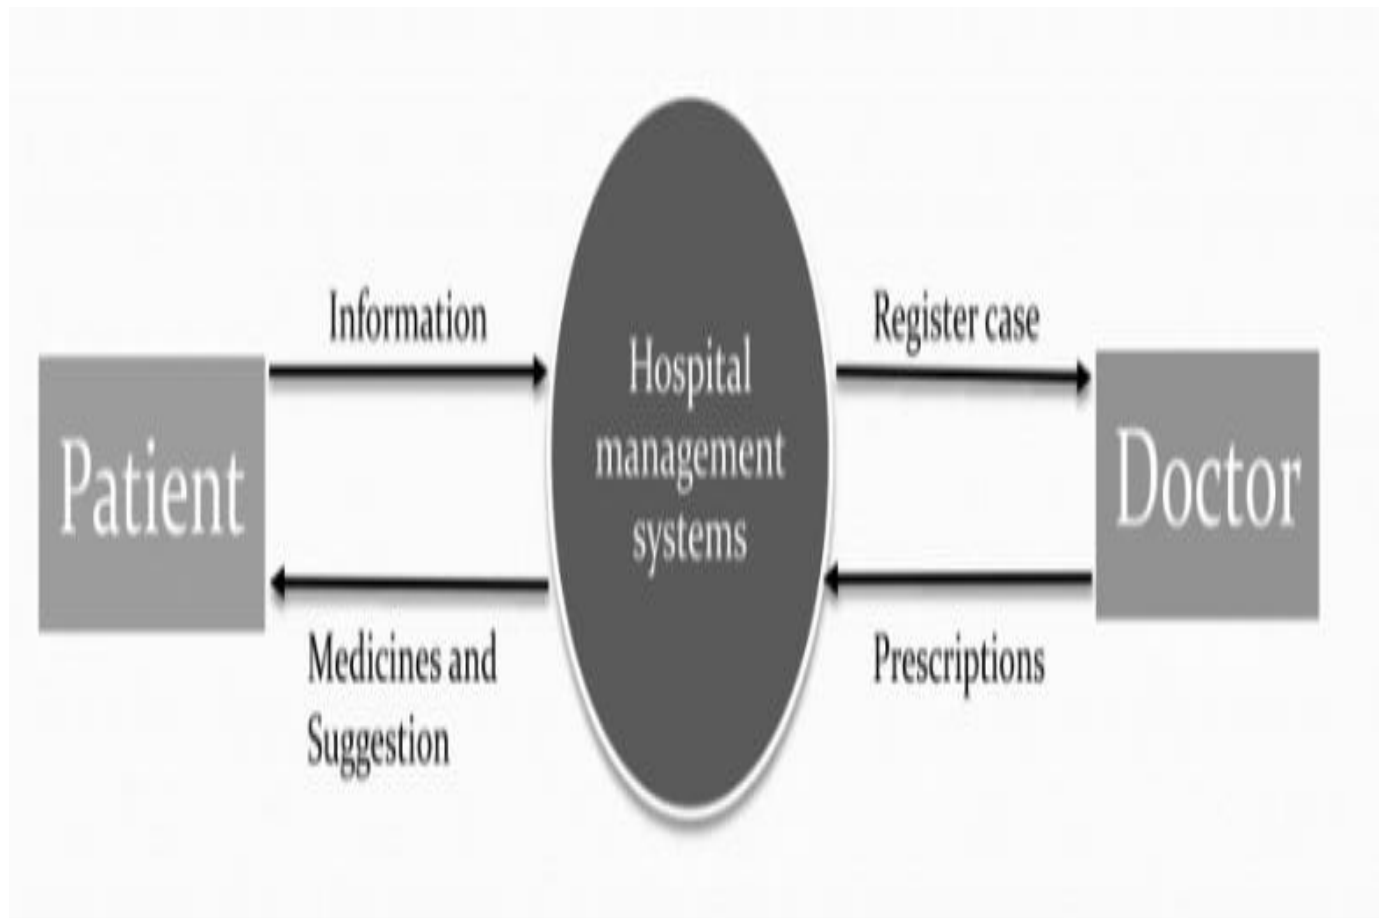 Information
Register case
Patient
Hospital
management
systems
Doctor
Medicines and
Suggestion
Prescriptions